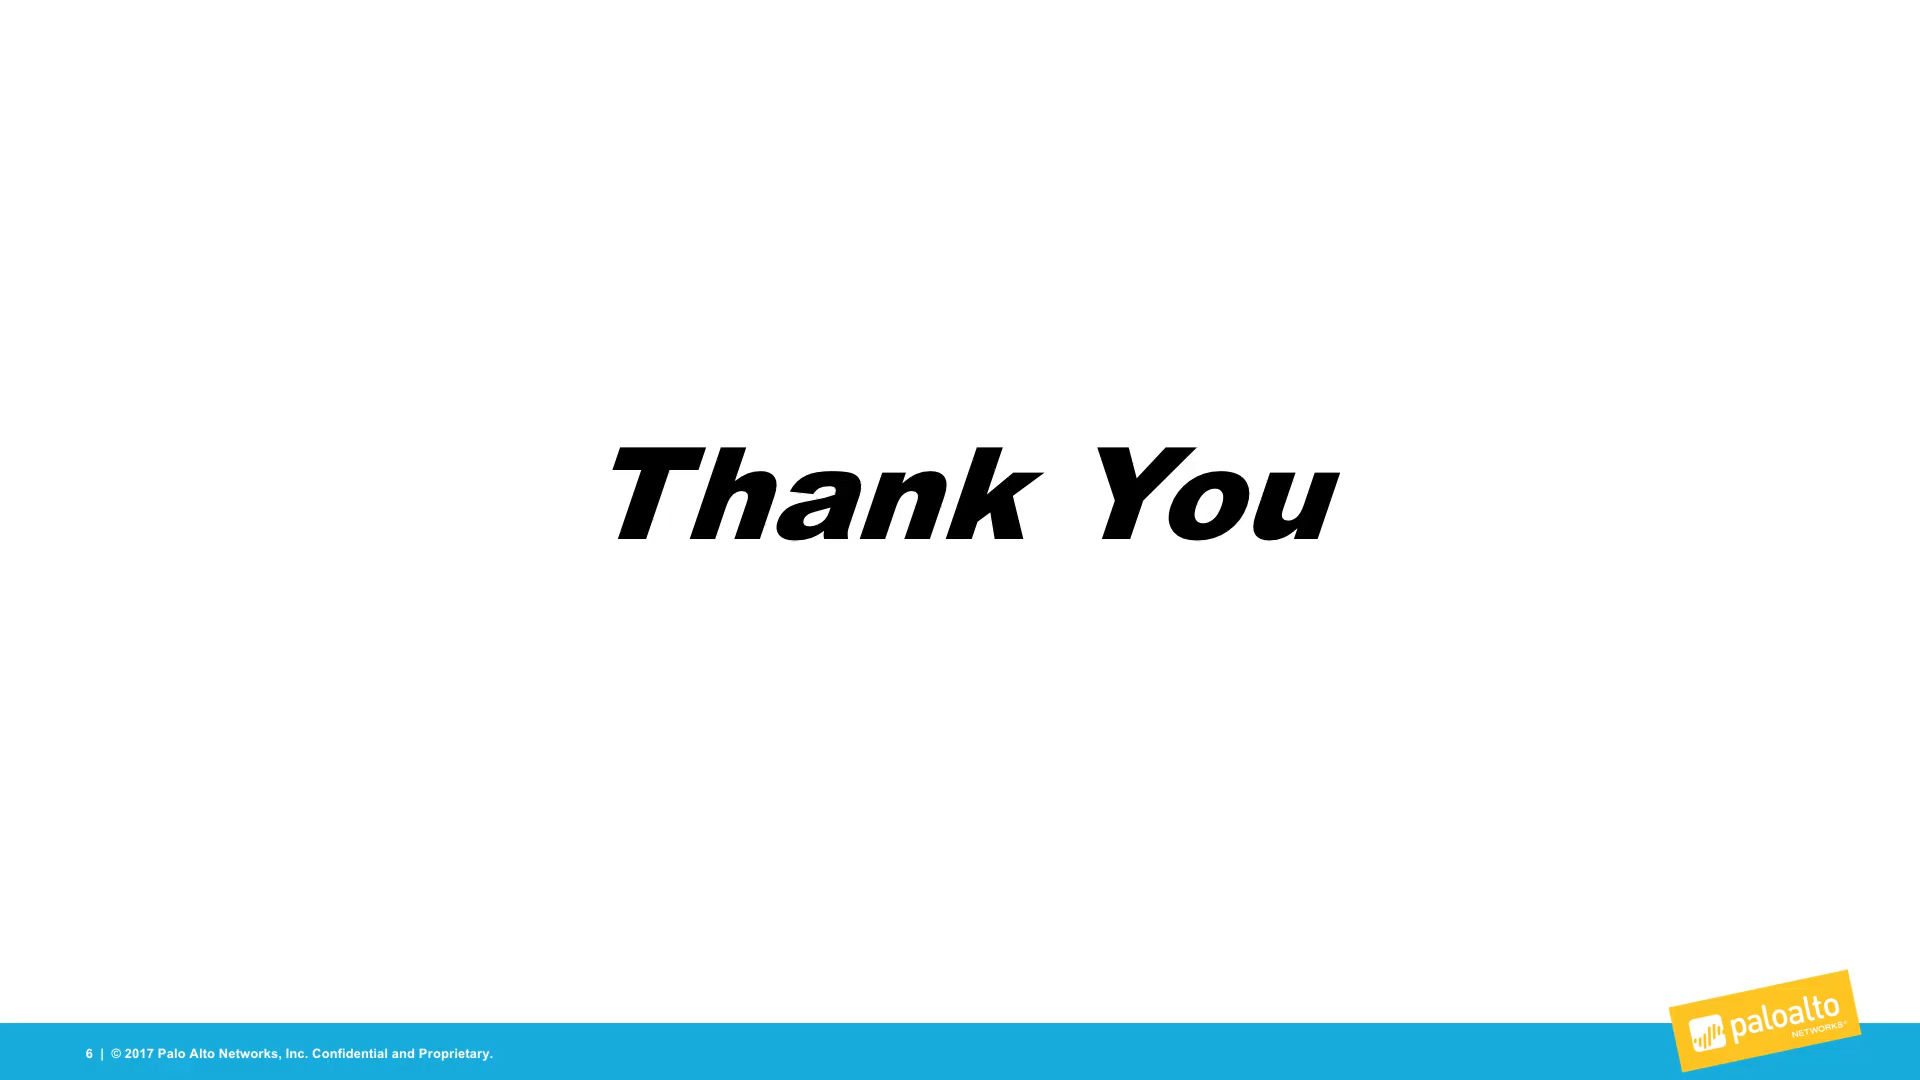 Thank You
6 | © 2017 Palo Alto Networks, Inc. Confidential and Proprietary.
paloalto
NETWORKS®